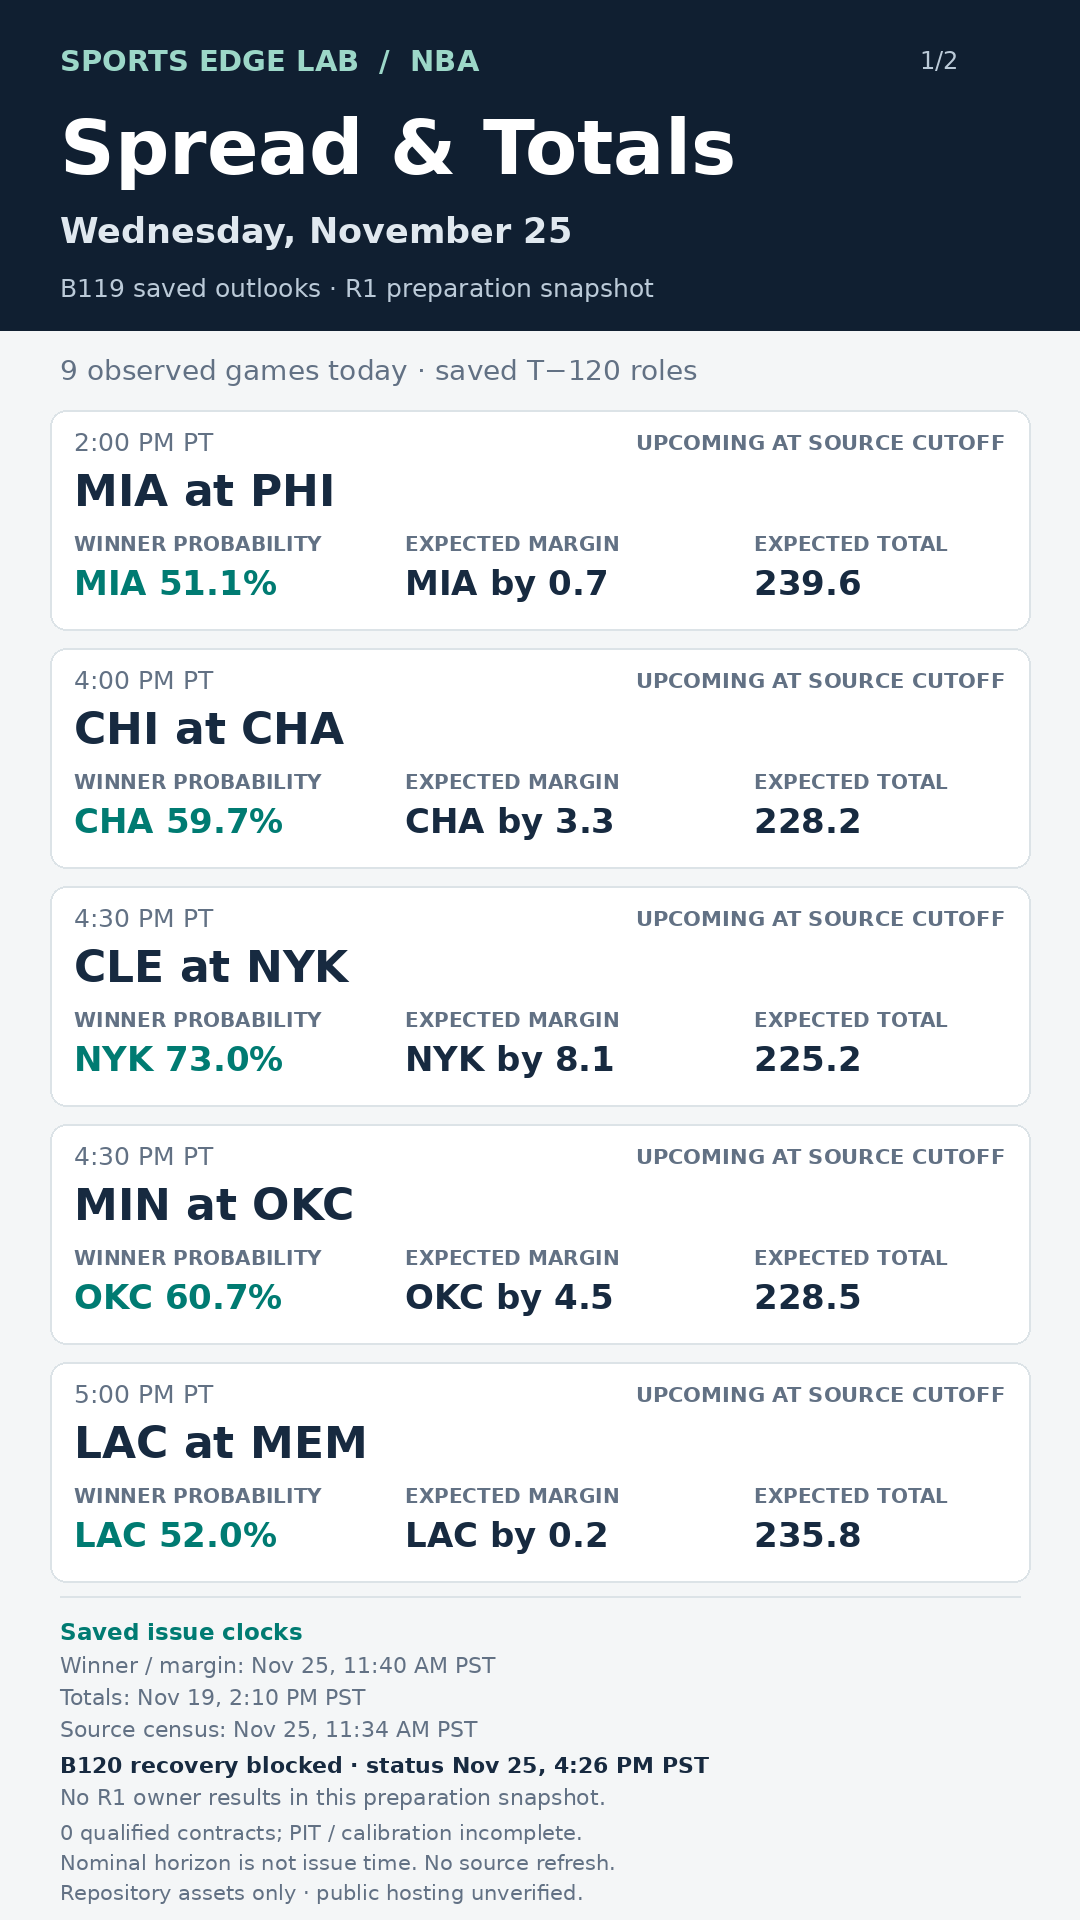 SPORTS EDGE LAB / NBA 1/2
Spread & Totals
Wednesday, November 25
B119 saved outlooks · R1 preparation snapshot
9 observed games today · saved T−120 roles
2:00 PM PT UPCOMING AT SOURCE CUTOFF
MIA at PHI
WINNER PROBABILITY EXPECTED MARGIN EXPECTED TOTAL
MIA 51.1% MIA by 0.7 239.6
4:00 PM PT UPCOMING AT SOURCE CUTOFF
CHI at CHA
WINNER PROBABILITY EXPECTED MARGIN EXPECTED TOTAL
CHA 59.7% CHA by 3.3 228.2
4:30 PM PT UPCOMING AT SOURCE CUTOFF
CLE at NYK
WINNER PROBABILITY EXPECTED MARGIN EXPECTED TOTAL
NYK 73.0% NYK by 8.1 225.2
4:30 PM PT UPCOMING AT SOURCE CUTOFF
MIN at OKC
WINNER PROBABILITY EXPECTED MARGIN EXPECTED TOTAL
OKC 60.7% OKC by 4.5 228.5
5:00 PM PT UPCOMING AT SOURCE CUTOFF
LAC at MEM
WINNER PROBABILITY EXPECTED MARGIN EXPECTED TOTAL
LAC 52.0% LAC by 0.2 235.8
Saved issue clocks
Winner / margin: Nov 25, 11:40 AM PST
Totals: Nov 19, 2:10 PM PST
Source census: Nov 25, 11:34 AM PST
B120 recovery blocked · status Nov 25, 4:26 PM PST
No R1 owner results in this preparation snapshot.
0 qualified contracts; PIT / calibration incomplete.
Nominal horizon is not issue time. No source refresh.
Repository assets only · public hosting unverified.